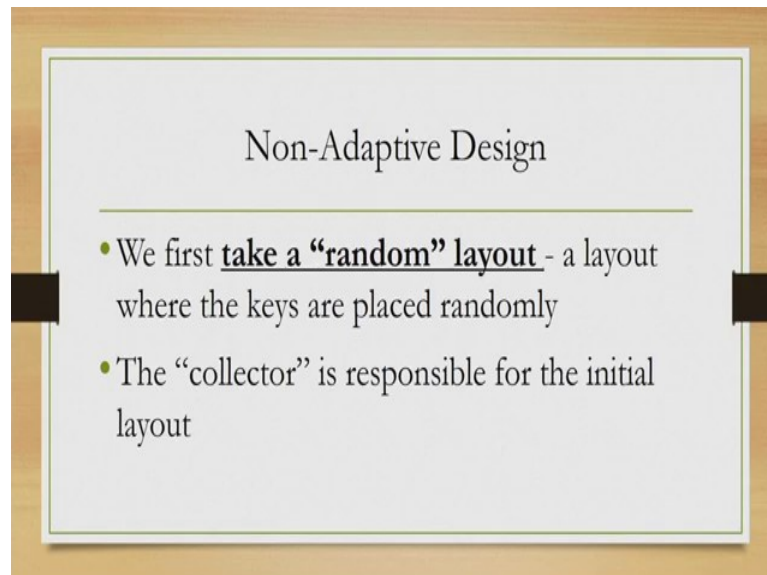 Non-Adaptive Design
•We first take a “random” layout - a layout
where the keys are placed randomly
•The “collector” is responsible for the initial
layout